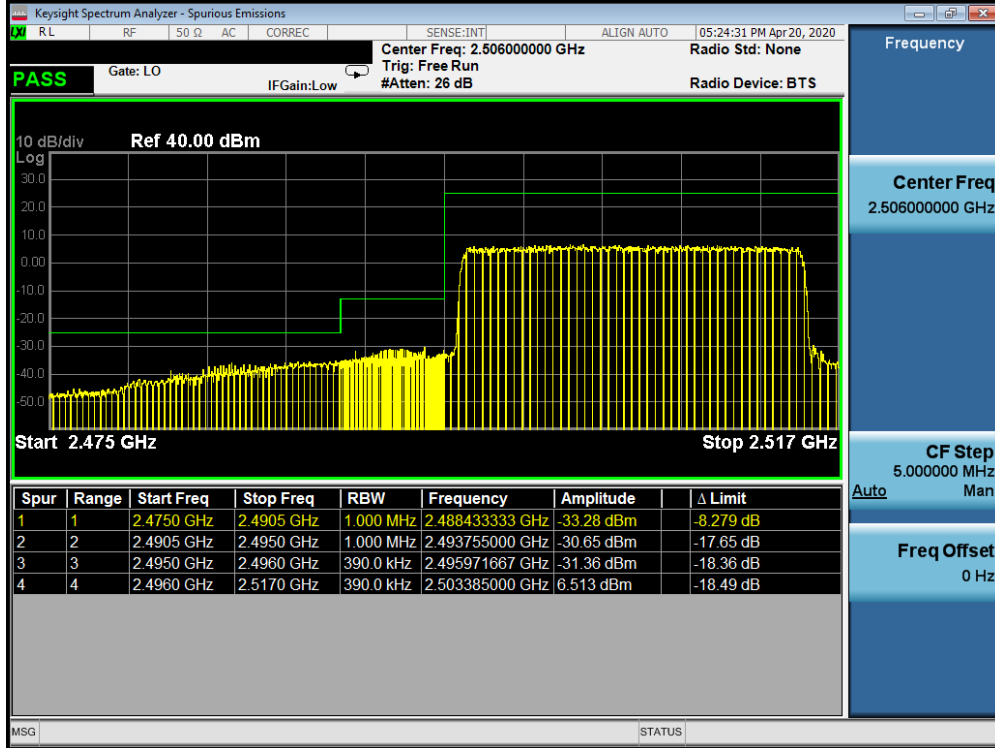 Keysight Spectrum Analyzer - Spurious Emissions
LXI RL RF 50 Ω AC CORREC SENSE:INT ALIGN AUTO 05:24:31 PM Apr 20, 2020
Center Freq: 2.506000000 GHz Radio Std: None
PASS Gate: LO Trig: Free Run
IFGain:Low #Atten: 26 dB Radio Device: BTS
10 dB/div Ref 40.00 dBm
Log
30.0
20.0
10.0
0.00
-10.0
-20.0
-30.0
-40.0
-50.0
Start 2.475 GHz Stop 2.517 GHz
Spur Range Start Freq Stop Freq RBW Frequency Amplitude Δ Limit
1 1 2.4750 GHz 2.4905 GHz 1.000 MHz 2.488433333 GHz -33.28 dBm -8.279 dB
2 2 2.4905 GHz 2.4950 GHz 1.000 MHz 2.493755000 GHz -30.65 dBm -17.65 dB
3 3 2.4950 GHz 2.4960 GHz 390.0 kHz 2.495971667 GHz -31.36 dBm -18.36 dB
4 4 2.4960 GHz 2.5170 GHz 390.0 kHz 2.503385000 GHz 6.513 dBm -18.49 dB
MSG STATUS
Frequency
Center Freq
2.506000000 GHz
CF Step
5.000000 MHz
Auto Man
Freq Offset
0 Hz